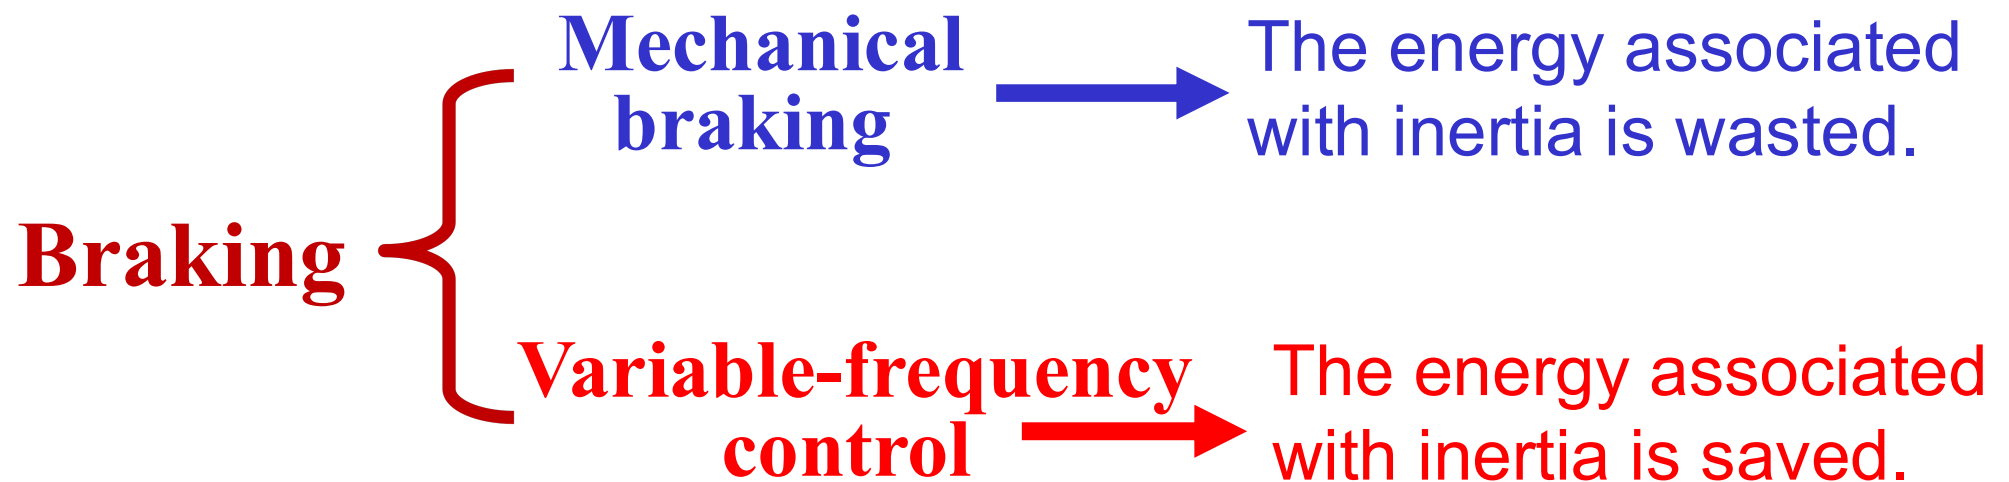 Braking
Mechanical
braking
The energy associated
with inertia is wasted.
Variable-frequency
control
The energy associated
with inertia is saved.